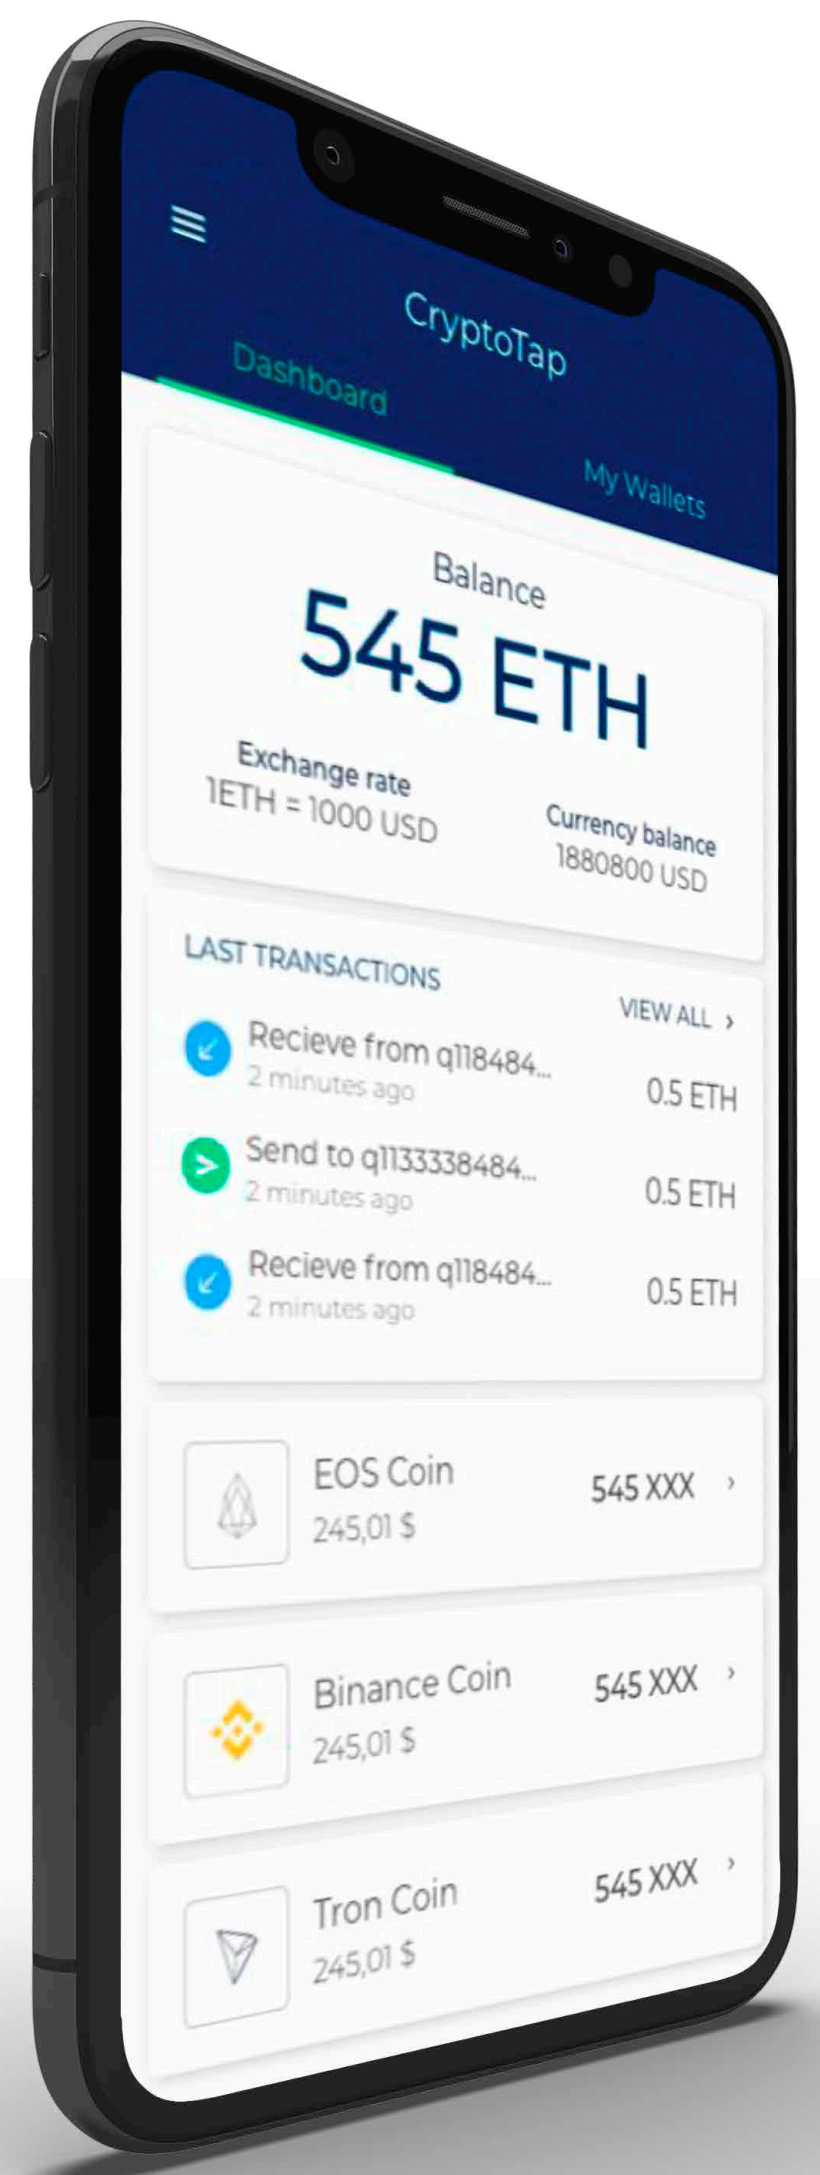 CryptoTap
Dashboard
My Wallets
Balance
545 ETH
Exchange rate
1ETH = 1000 USD
Currency balance
1880800 USD
LAST TRANSACTIONS
VIEW ALL ›
Recieve from q118484...
2 minutes ago
0.5 ETH
Send to q1133338484...
2 minutes ago
0.5 ETH
Recieve from q118484...
2 minutes ago
0.5 ETH
EOS Coin
245,01 $
545 XXX ›
Binance Coin
245,01 $
545 XXX ›
Tron Coin
245,01 $
545 XXX ›